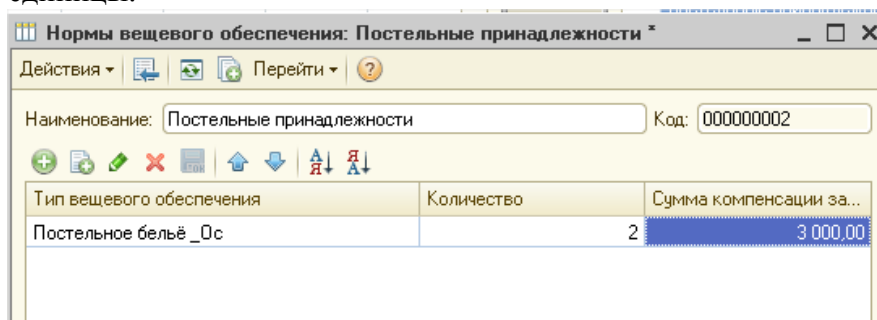 единицы.
Нормы вещевого обеспечения: Постельные принадлежности *
Действия Перейти
Наименование: Постельные принадлежности Код: 000000002
Тип вещевого обеспечения Количество Сумма компенсации за...
Постельное бельё _Ос 2 3 000,00